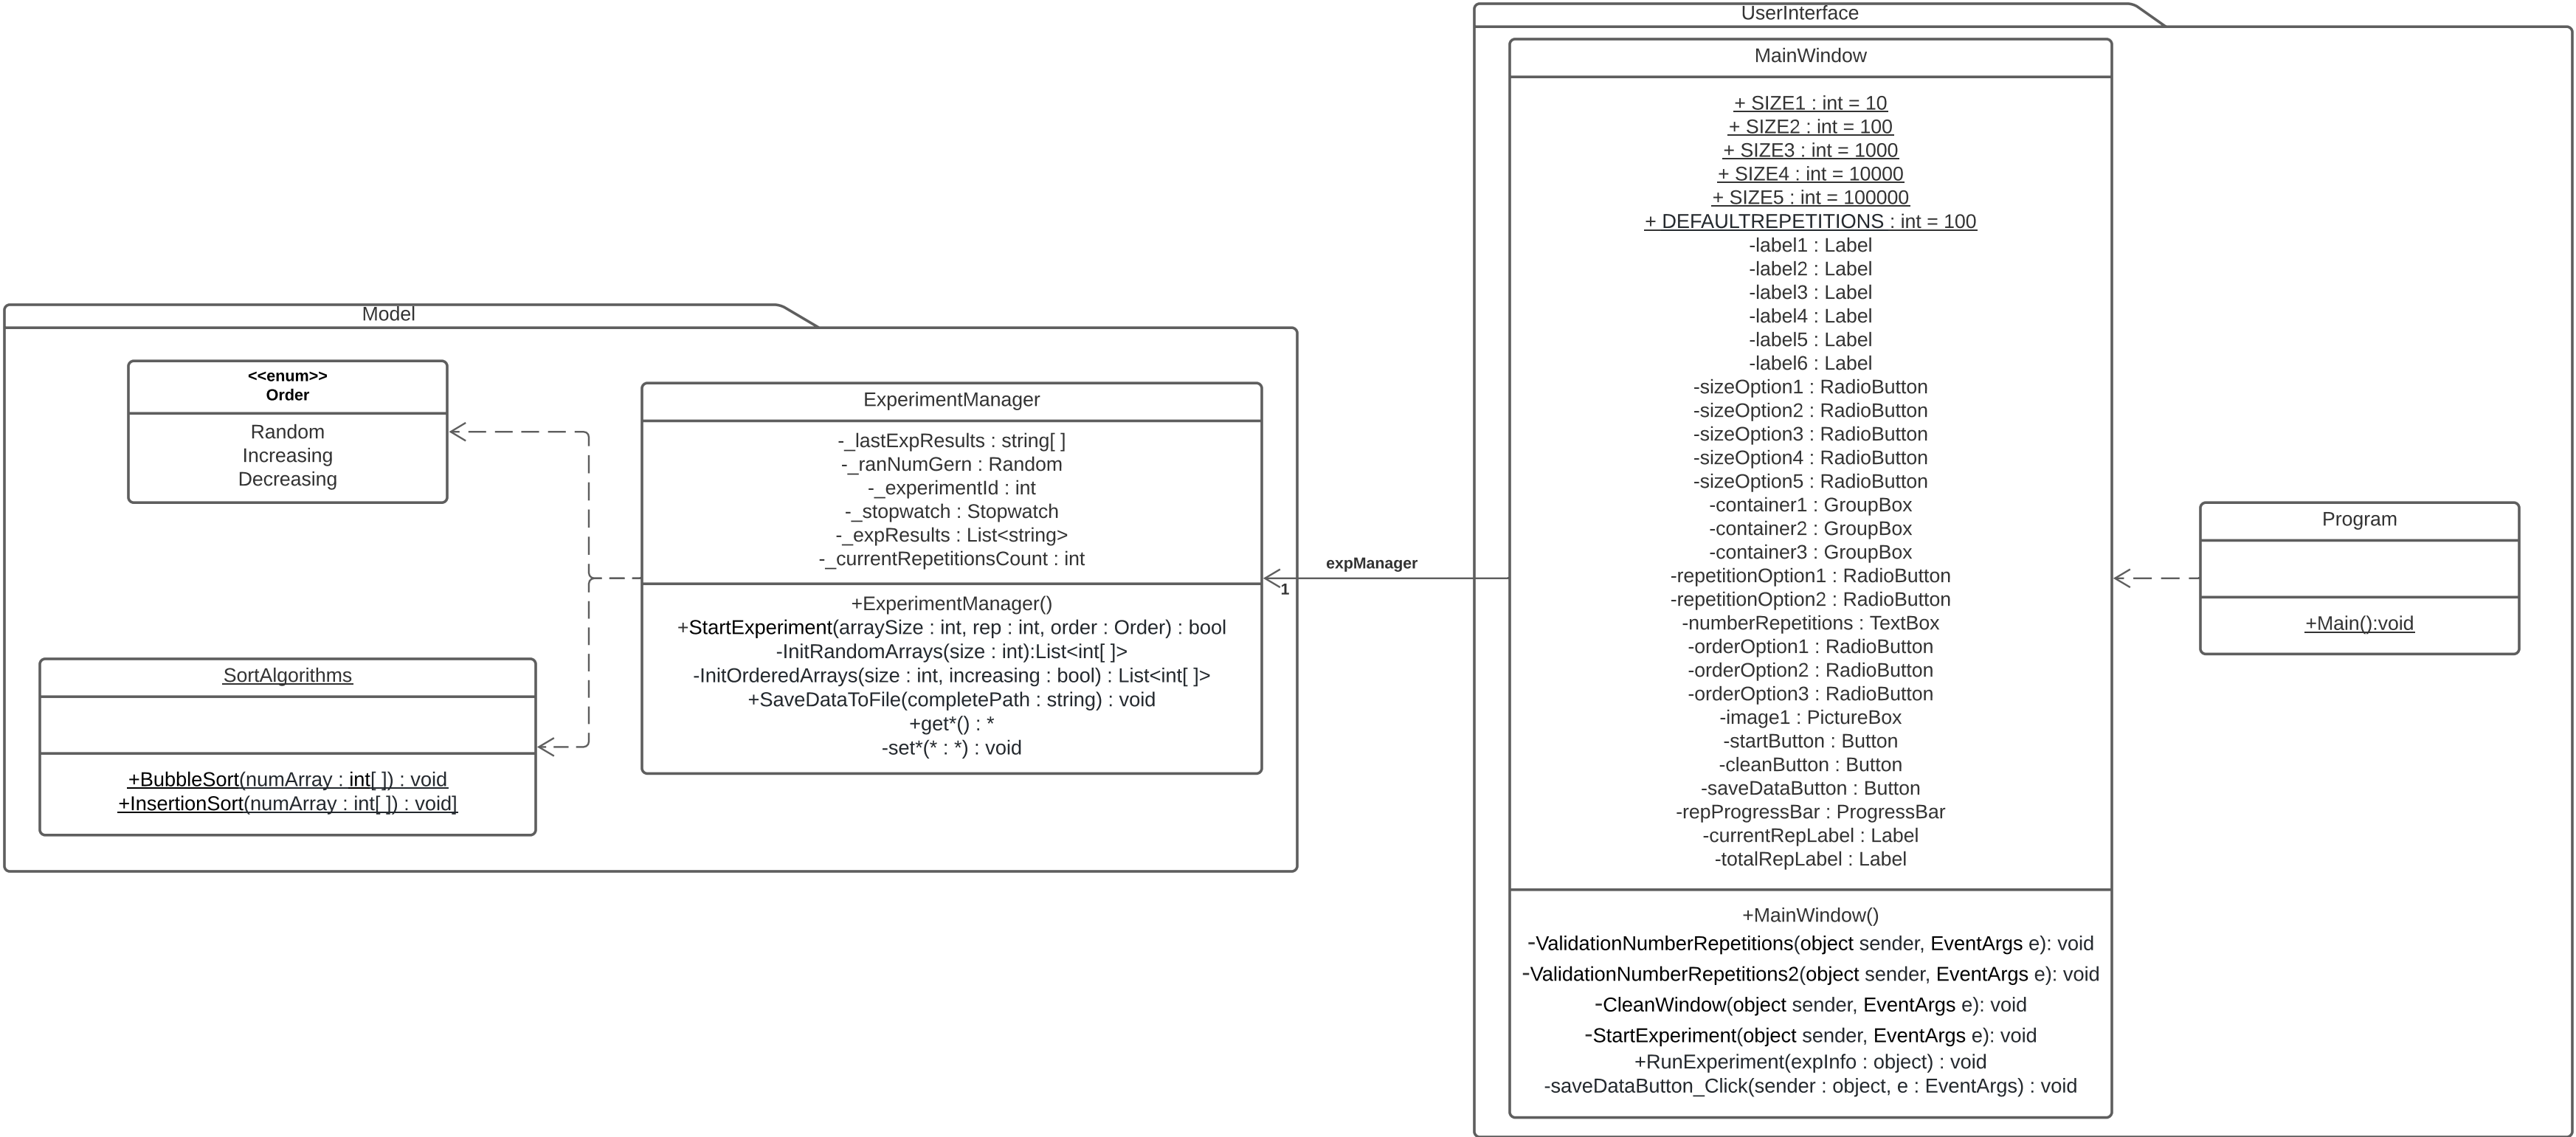 Model
<<enum>>
Order
Random
Increasing
Decreasing
SortAlgorithms
+BubbleSort(numArray : int[ ]) : void
+InsertionSort(numArray : int[ ]) : void]
ExperimentManager
-_lastExpResults : string[ ]
-_ranNumGern : Random
-_experimentId : int
-_stopwatch : Stopwatch
-_expResults : List<string>
-_currentRepetitionsCount : int
+ExperimentManager()
+StartExperiment(arraySize : int, rep : int, order : Order) : bool
-InitRandomArrays(size : int):List<int[ ]>
-InitOrderedArrays(size : int, increasing : bool) : List<int[ ]>
+SaveDataToFile(completePath : string) : void
+get*() : *
-set*(* : *) : void
expManager
1
UserInterface
MainWindow
+ SIZE1 : int = 10
+ SIZE2 : int = 100
+ SIZE3 : int = 1000
+ SIZE4 : int = 10000
+ SIZE5 : int = 100000
+ DEFAULTREPETITIONS : int = 100
-label1 : Label
-label2 : Label
-label3 : Label
-label4 : Label
-label5 : Label
-label6 : Label
-sizeOption1 : RadioButton
-sizeOption2 : RadioButton
-sizeOption3 : RadioButton
-sizeOption4 : RadioButton
-sizeOption5 : RadioButton
-container1 : GroupBox
-container2 : GroupBox
-container3 : GroupBox
-repetitionOption1 : RadioButton
-repetitionOption2 : RadioButton
-numberRepetitions : TextBox
-orderOption1 : RadioButton
-orderOption2 : RadioButton
-orderOption3 : RadioButton
-image1 : PictureBox
-startButton : Button
-cleanButton : Button
-saveDataButton : Button
-repProgressBar : ProgressBar
-currentRepLabel : Label
-totalRepLabel : Label
+MainWindow()
-ValidationNumberRepetitions(object sender, EventArgs e): void
-ValidationNumberRepetitions2(object sender, EventArgs e): void
-CleanWindow(object sender, EventArgs e): void
-StartExperiment(object sender, EventArgs e): void
+RunExperiment(expInfo : object) : void
-saveDataButton_Click(sender : object, e : EventArgs) : void
Program
+Main():void